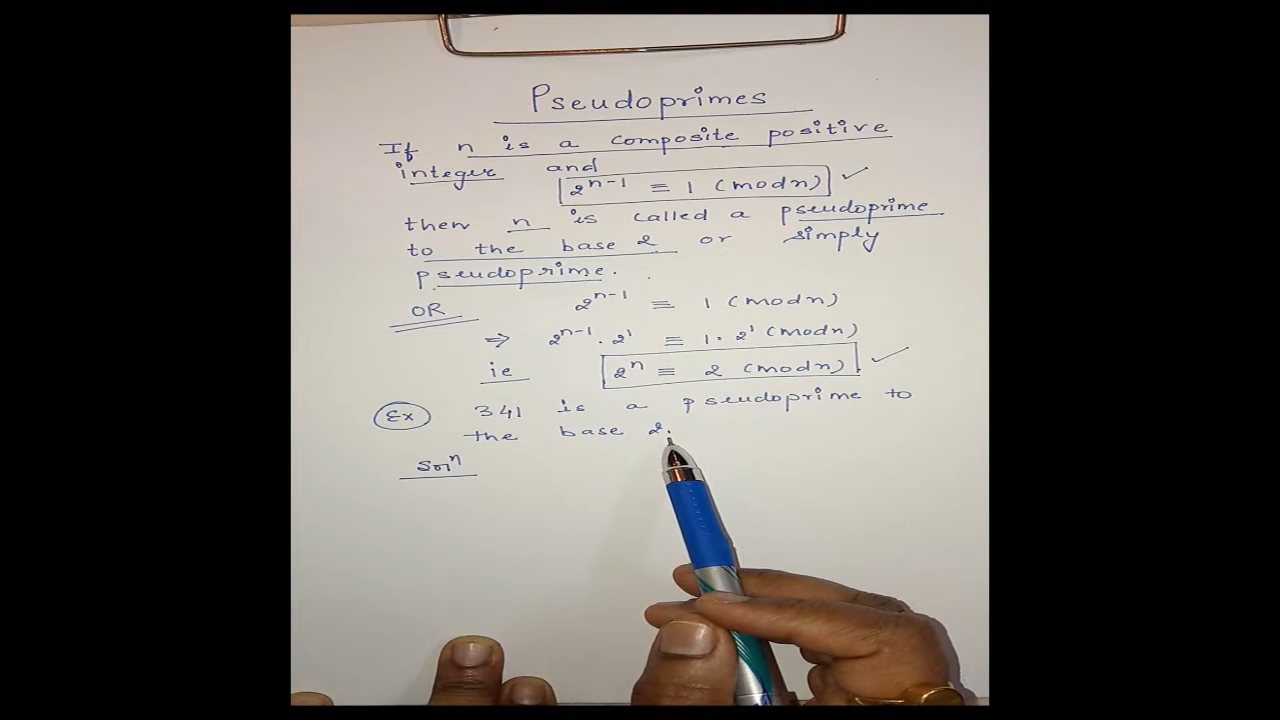 Pseudoprimes
If n is a composite positive
integer and
2^{n-1} ≡ 1 (mod n) ✓
then n is called a pseudoprime
to the base 2 or simply
pseudoprime.
OR 2^{n-1} ≡ 1 (mod n)
⇒ 2^{n-1} . 2^1 ≡ 1 . 2^1 (mod n)
ie 2^n ≡ 2 (mod n) ✓
Ex 341 is a pseudoprime to
the base 2.
Sol^n